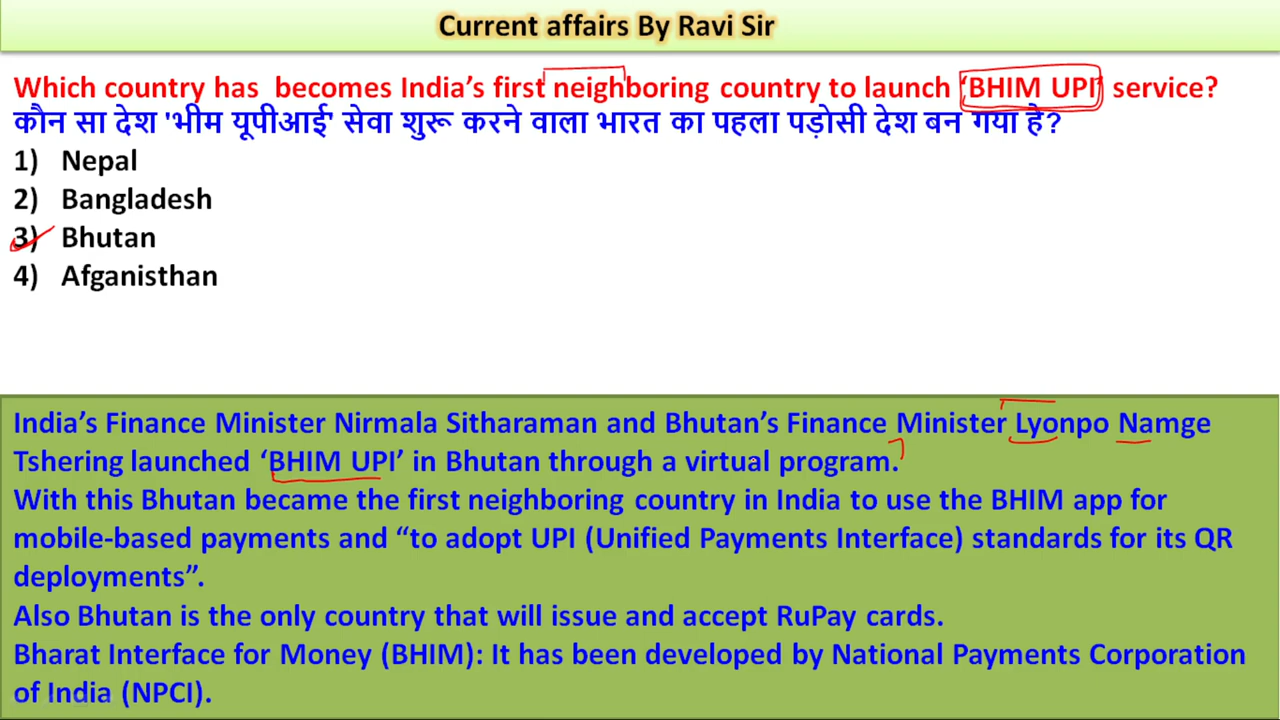 Current affairs By Ravi Sir
Which country has becomes India's first neighboring country to launch 'BHIM UPI' service?
कौन सा देश 'भीम यूपीआई' सेवा शुरू करने वाला भारत का पहला पड़ोसी देश बन गया है?
1) Nepal
2) Bangladesh
3) Bhutan
4) Afganisthan
India's Finance Minister Nirmala Sitharaman and Bhutan's Finance Minister Lyonpo Namge
Tshering launched 'BHIM UPI' in Bhutan through a virtual program.
With this Bhutan became the first neighboring country in India to use the BHIM app for
mobile-based payments and "to adopt UPI (Unified Payments Interface) standards for its QR
deployments".
Also Bhutan is the only country that will issue and accept RuPay cards.
Bharat Interface for Money (BHIM): It has been developed by National Payments Corporation
of India (NPCI).